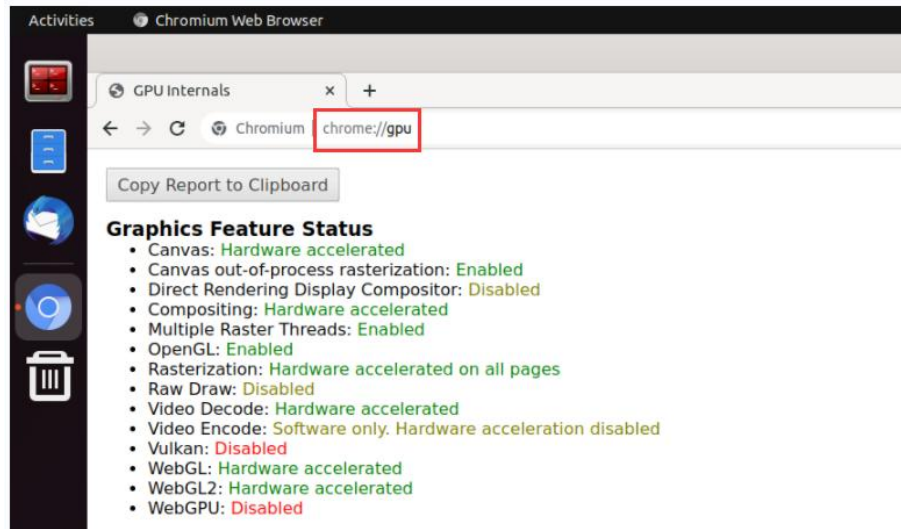 Activities Chromium Web Browser
GPU Internals × +
Chromium | chrome://gpu
Copy Report to Clipboard
Graphics Feature Status
• Canvas: Hardware accelerated
• Canvas out-of-process rasterization: Enabled
• Direct Rendering Display Compositor: Disabled
• Compositing: Hardware accelerated
• Multiple Raster Threads: Enabled
• OpenGL: Enabled
• Rasterization: Hardware accelerated on all pages
• Raw Draw: Disabled
• Video Decode: Hardware accelerated
• Video Encode: Software only. Hardware acceleration disabled
• Vulkan: Disabled
• WebGL: Hardware accelerated
• WebGL2: Hardware accelerated
• WebGPU: Disabled